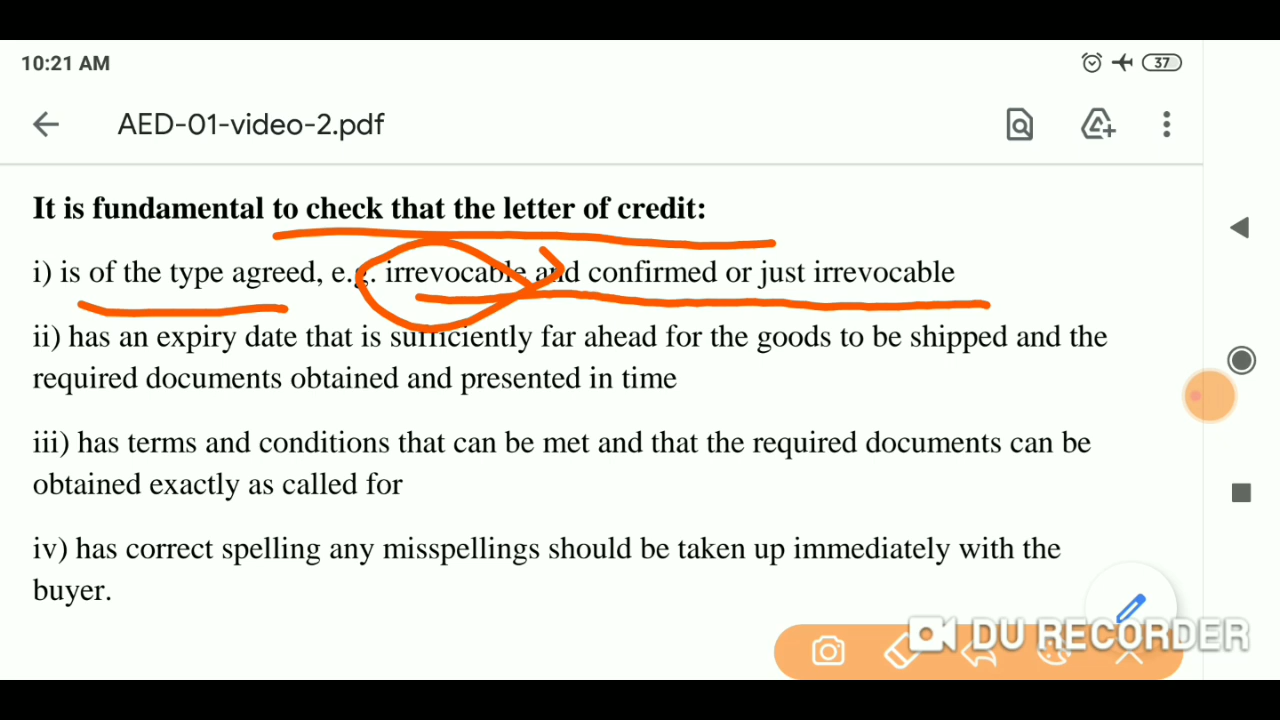 10:21 AM
37
AED-01-video-2.pdf
It is fundamental to check that the letter of credit:
i) is of the type agreed, e.g. irrevocable and confirmed or just irrevocable
ii) has an expiry date that is sufficiently far ahead for the goods to be shipped and the
required documents obtained and presented in time
iii) has terms and conditions that can be met and that the required documents can be
obtained exactly as called for
iv) has correct spelling any misspellings should be taken up immediately with the
buyer.
DU RECORDER